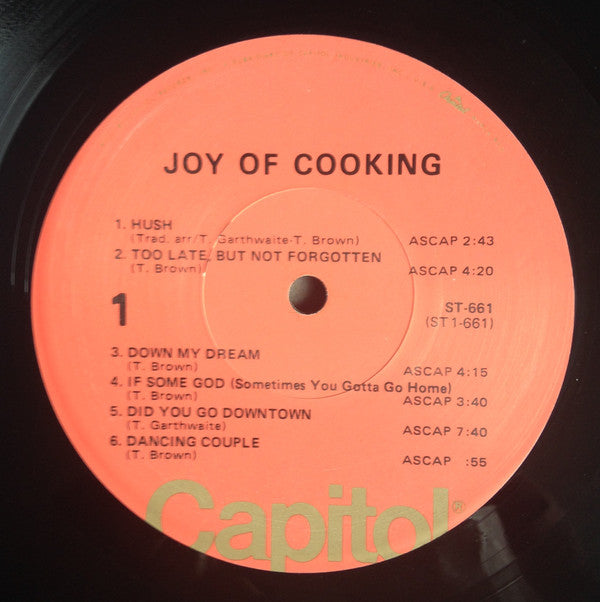 JOY OF COOKING
1. HUSH
(Trad. arr/T. Garthwaite-T. Brown) ASCAP 2:43
2. TOO LATE, BUT NOT FORGOTTEN
(T. Brown) ASCAP 4:20
1 ST-661
(ST 1-661)
3. DOWN MY DREAM
(T. Brown) ASCAP 4:15
4. IF SOME GOD (Sometimes You Gotta Go Home)
(T. Brown) ASCAP 3:40
5. DID YOU GO DOWNTOWN
(T. Garthwaite) ASCAP 7:40
6. DANCING COUPLE
(T. Brown) ASCAP :55
Capitol®